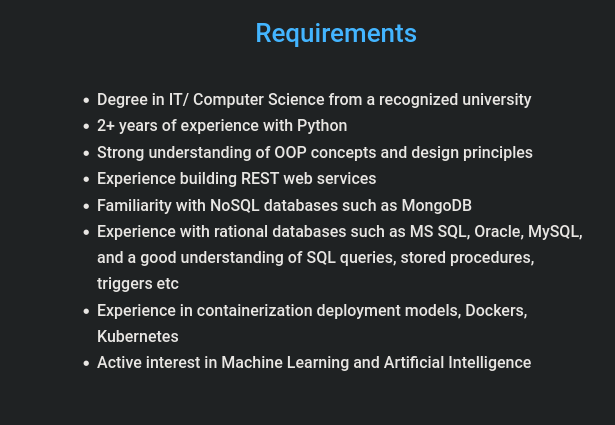 Requirements
• Degree in IT/ Computer Science from a recognized university
• 2+ years of experience with Python
• Strong understanding of OOP concepts and design principles
• Experience building REST web services
• Familiarity with NoSQL databases such as MongoDB
• Experience with rational databases such as MS SQL, Oracle, MySQL,
and a good understanding of SQL queries, stored procedures,
triggers etc
• Experience in containerization deployment models, Dockers,
Kubernetes
• Active interest in Machine Learning and Artificial Intelligence